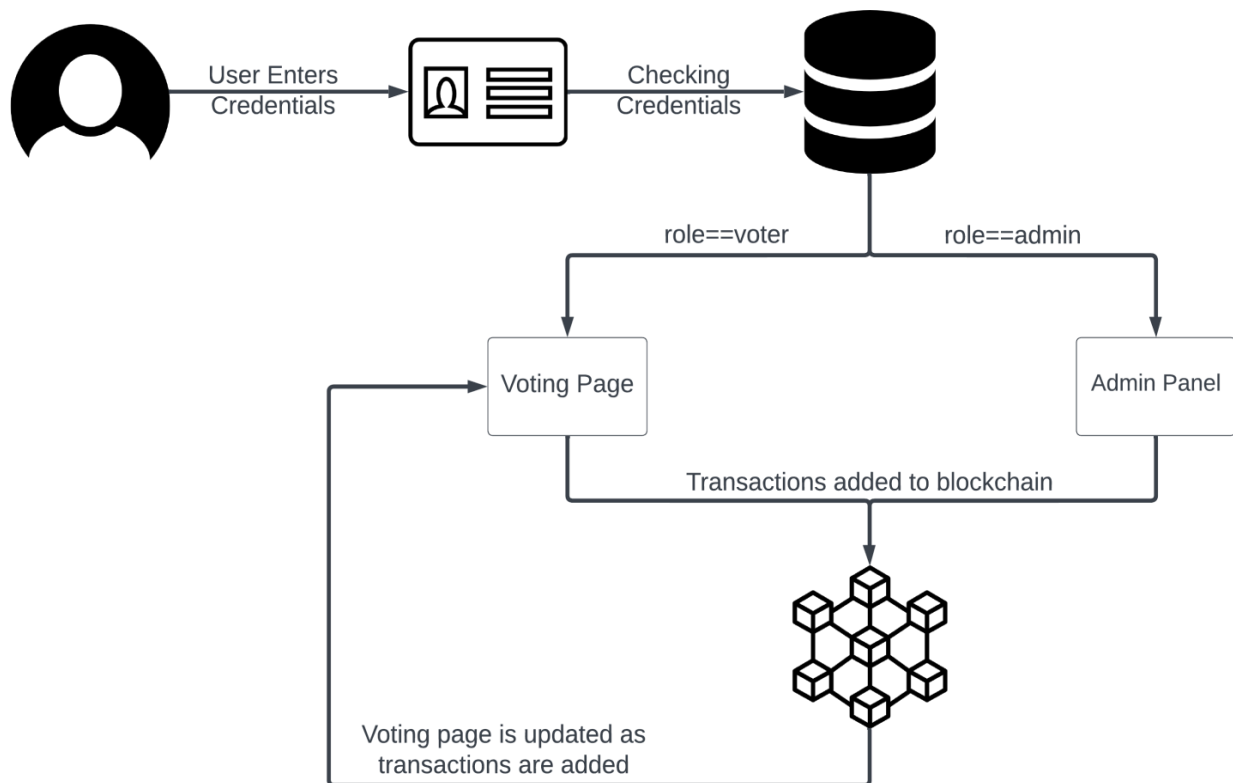 User Enters
Credentials
Checking
Credentials
role==voter
role==admin
Voting Page
Admin Panel
Transactions added to blockchain
Voting page is updated as
transactions are added